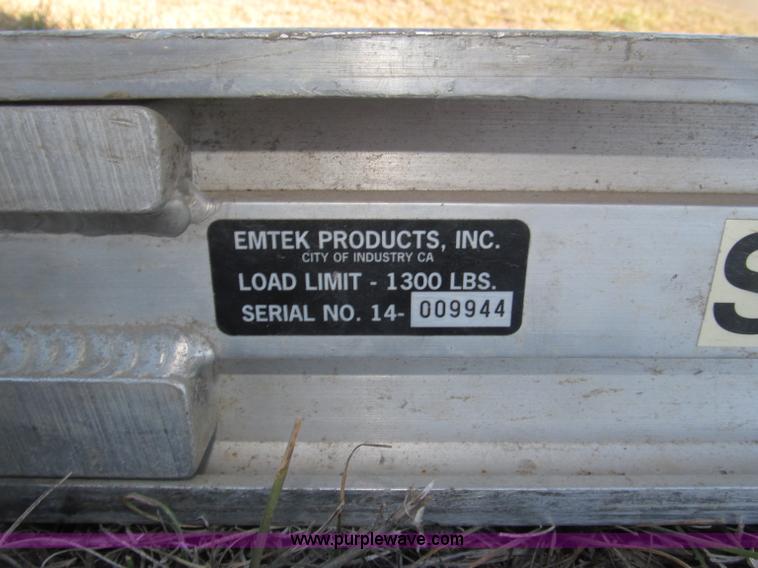 EMTEK PRODUCTS, INC.
CITY OF INDUSTRY CA
LOAD LIMIT - 1300 LBS.
SERIAL NO. 14- 009944
S
www.purplewave.com